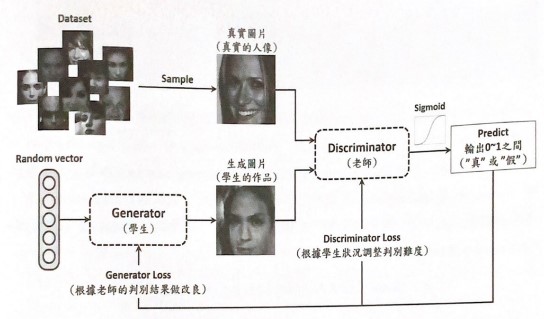 Dataset
真實圖片
(真實的人像)
Sample
Sigmoid
Discriminator
(老師)
Predict
輸出0~1之間
("真" 或 "假")
Random vector
生成圖片
(學生的作品)
Generator
(學生)
Discriminator Loss
(根據學生狀況調整判別難度)
Generator Loss
(根據老師的判別結果做改良)